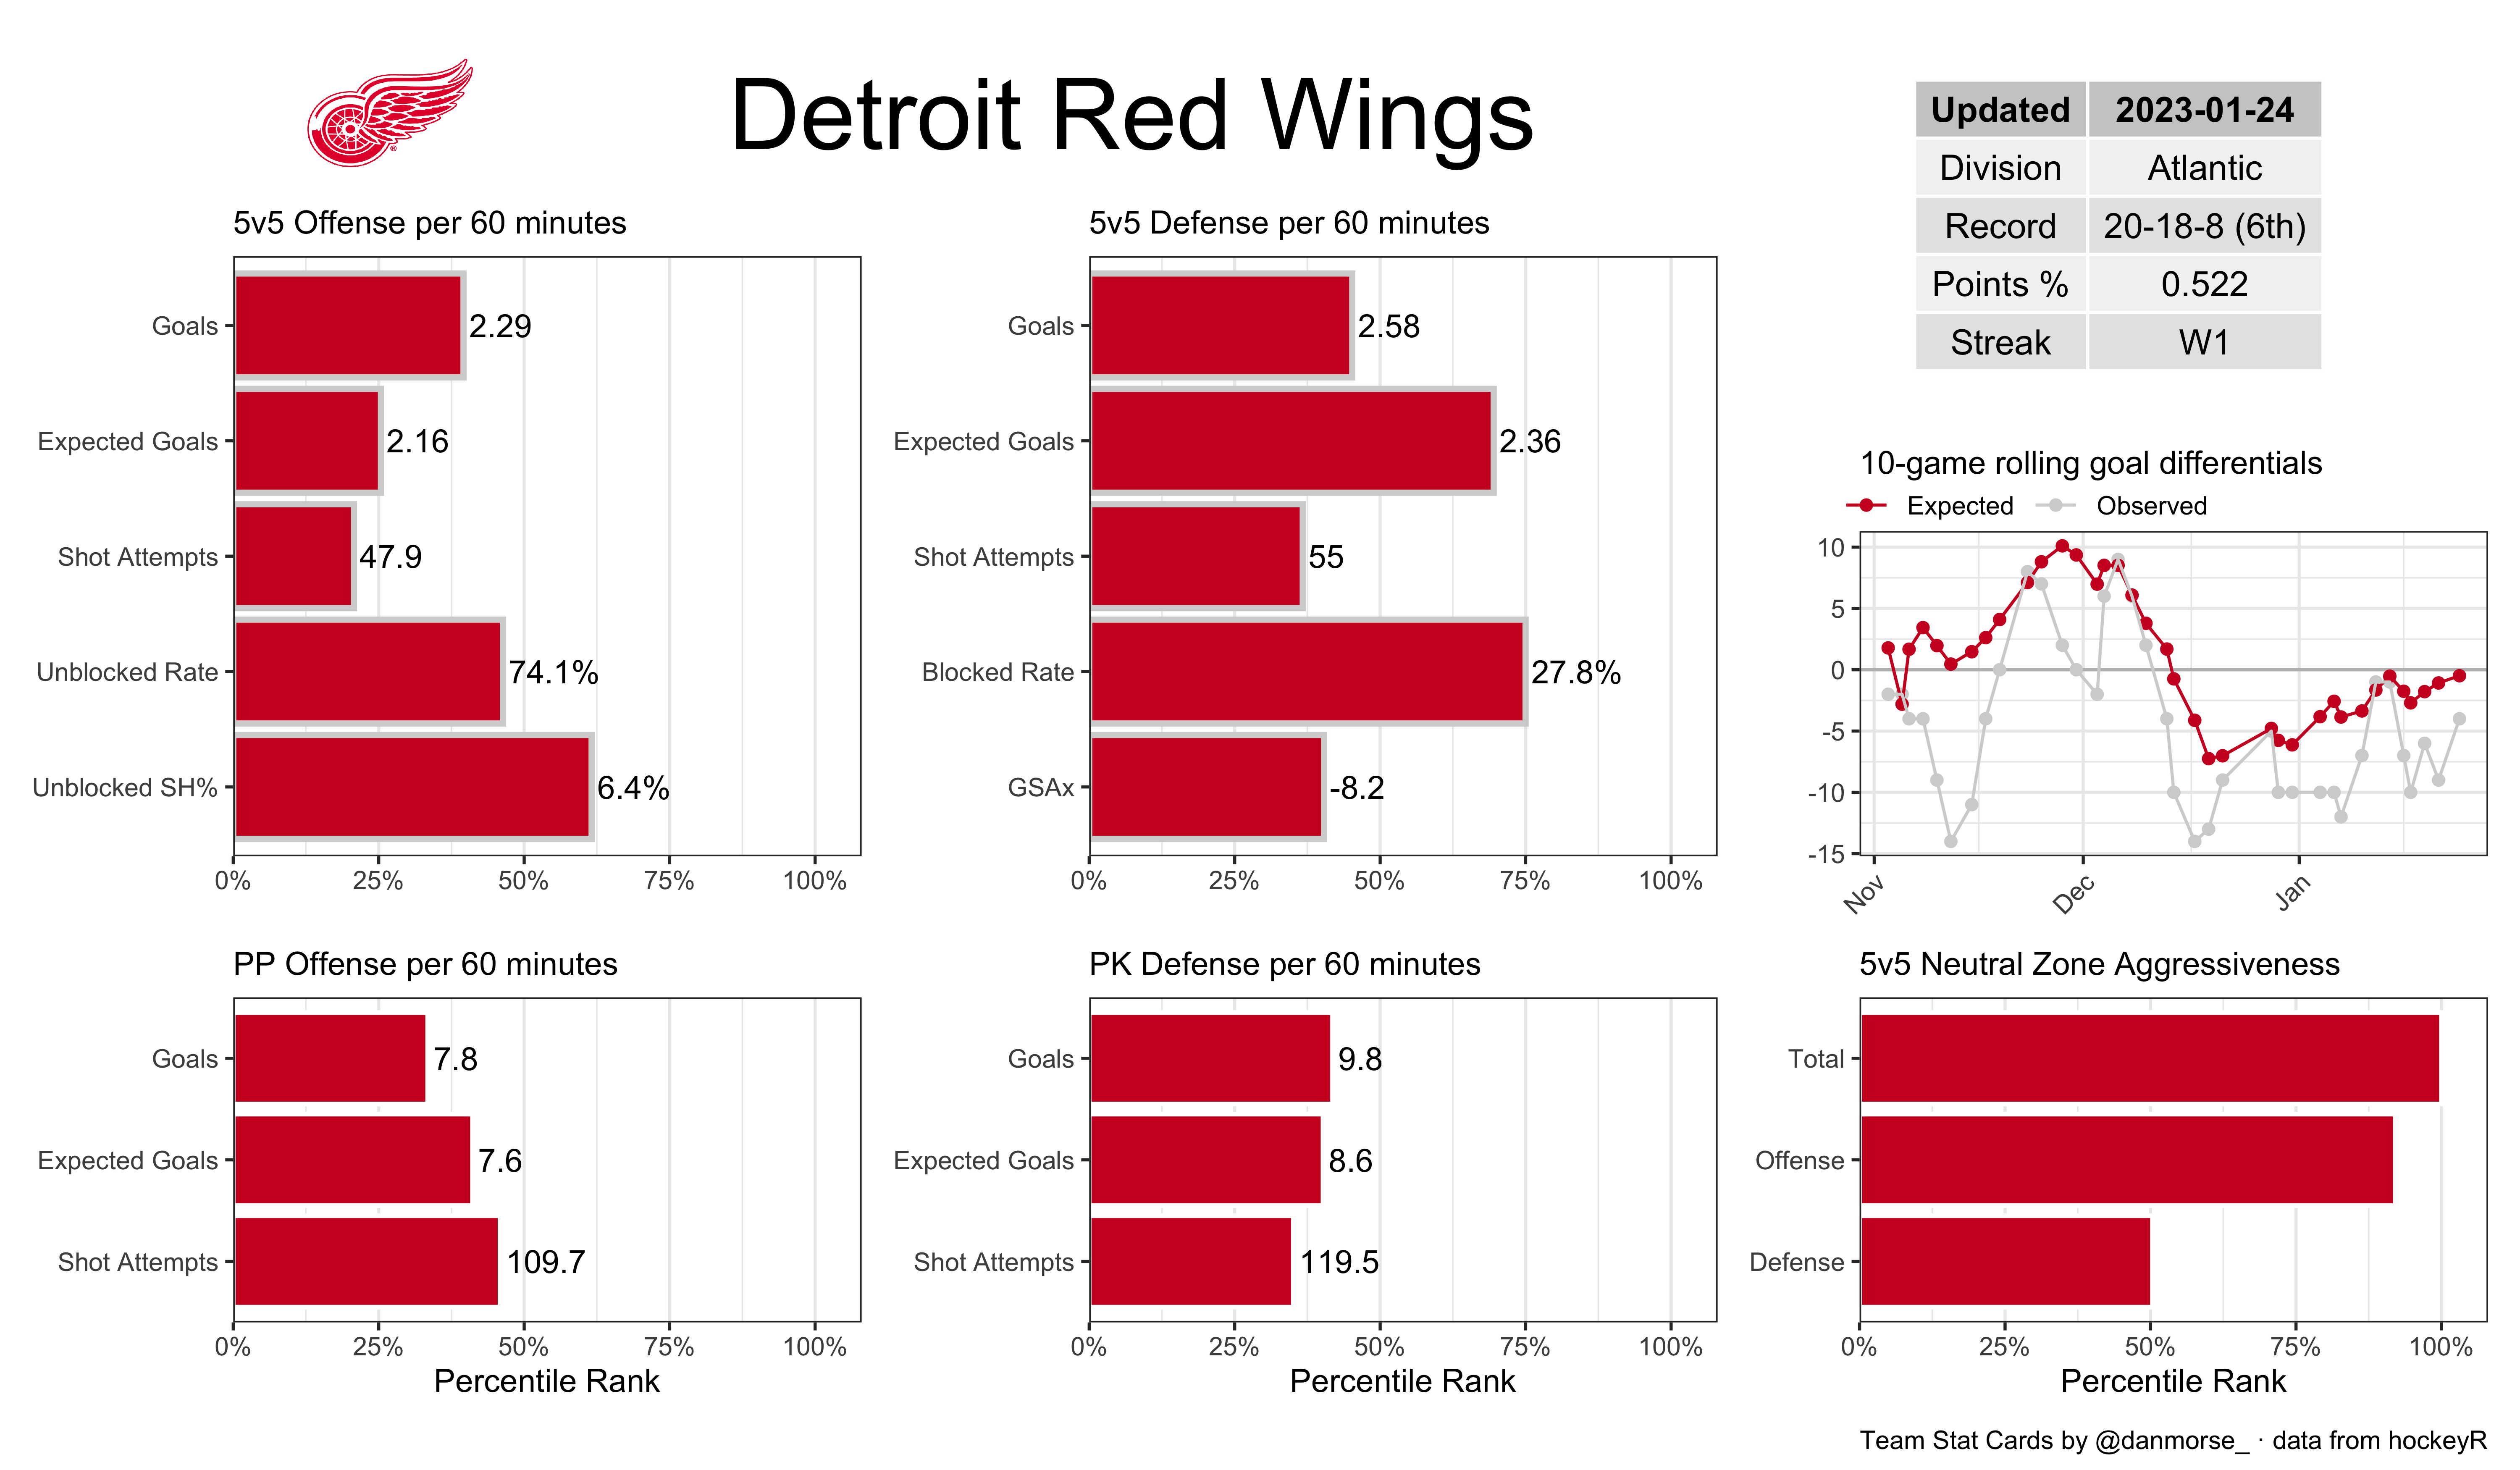 Detroit Red Wings
Updated 2023-01-24
Division Atlantic
Record 20-18-8 (6th)
Points % 0.522
Streak W1
5v5 Offense per 60 minutes
Goals 2.29
Expected Goals 2.16
Shot Attempts 47.9
Unblocked Rate 74.1%
Unblocked SH% 6.4%
0% 25% 50% 75% 100%
5v5 Defense per 60 minutes
Goals 2.58
Expected Goals 2.36
Shot Attempts 55
Blocked Rate 27.8%
GSAx -8.2
0% 25% 50% 75% 100%
10-game rolling goal differentials
Expected Observed
10
5
0
-5
-10
-15
Nov Dec Jan
PP Offense per 60 minutes
Goals 7.8
Expected Goals 7.6
Shot Attempts 109.7
0% 25% 50% 75% 100%
Percentile Rank
PK Defense per 60 minutes
Goals 9.8
Expected Goals 8.6
Shot Attempts 119.5
0% 25% 50% 75% 100%
Percentile Rank
5v5 Neutral Zone Aggressiveness
Total
Offense
Defense
0% 25% 50% 75% 100%
Percentile Rank
Team Stat Cards by @danmorse_ · data from hockeyR